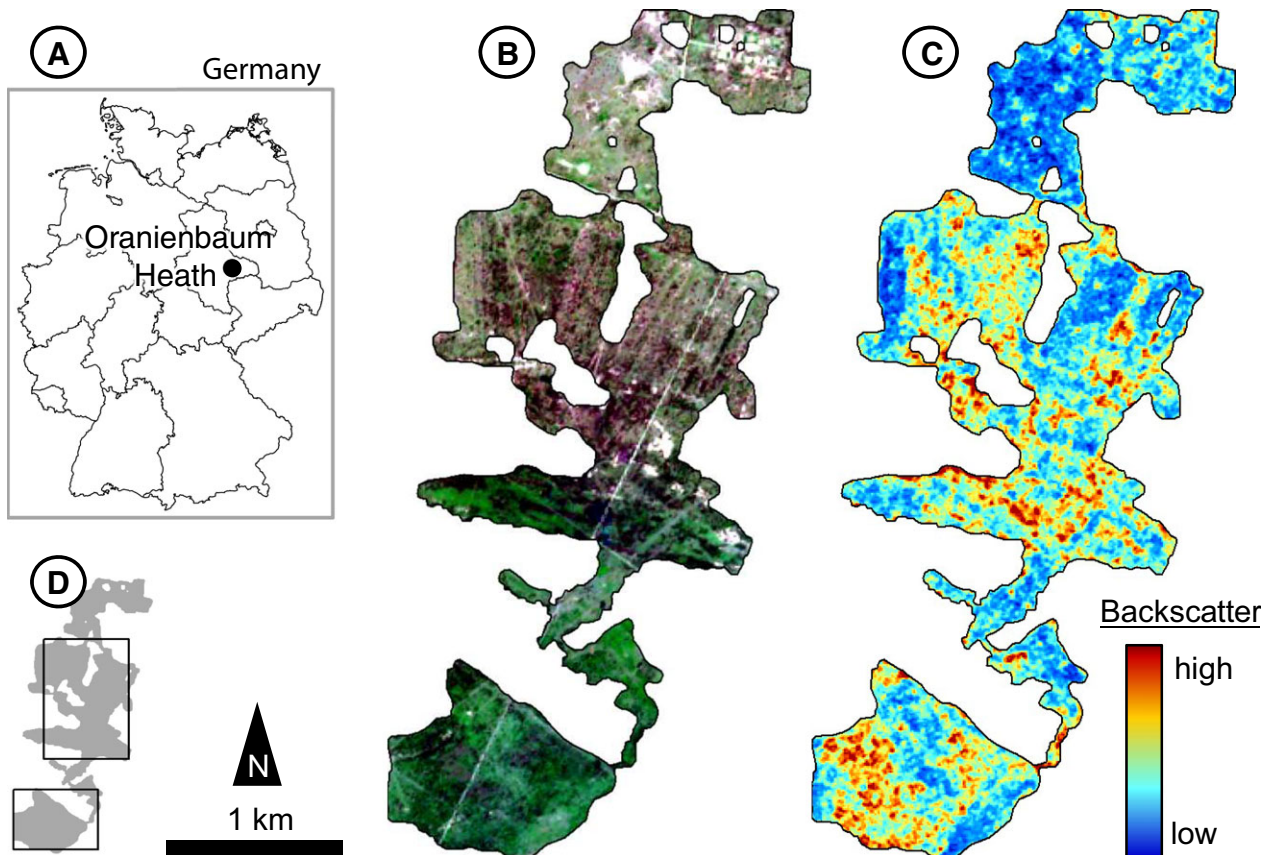 A
Germany
Oranienbaum
Heath
B
C
D
N
1 km
Backscatter
high
low